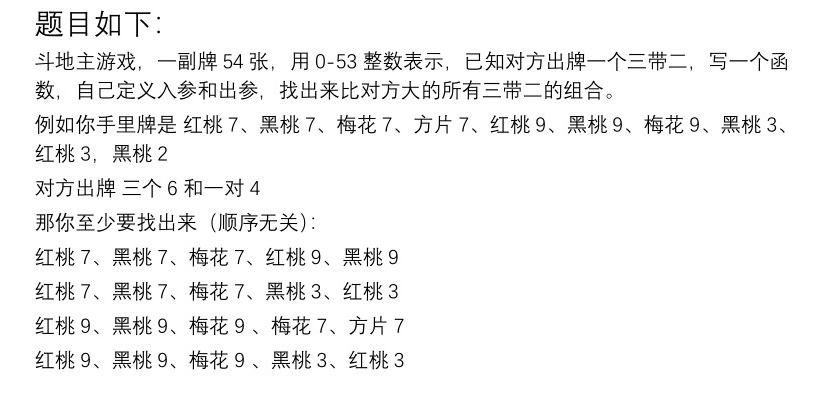 题目如下：
斗地主游戏，一副牌 54 张，用 0-53 整数表示，已知对方出牌一个三带二，写一个函
数，自己定义入参和出参，找出来比对方大的所有三带二的组合。
例如你手里牌是 红桃 7、黑桃 7、梅花 7、方片 7、红桃 9、黑桃 9、梅花 9、黑桃 3、
红桃 3，黑桃 2
对方出牌 三个 6 和一对 4
那你至少要找出来（顺序无关）：
红桃 7、黑桃 7、梅花 7、红桃 9、黑桃 9
红桃 7、黑桃 7、梅花 7、黑桃 3、红桃 3
红桃 9、黑桃 9、梅花 9 、梅花 7、方片 7
红桃 9、黑桃 9、梅花 9 、黑桃 3、红桃 3